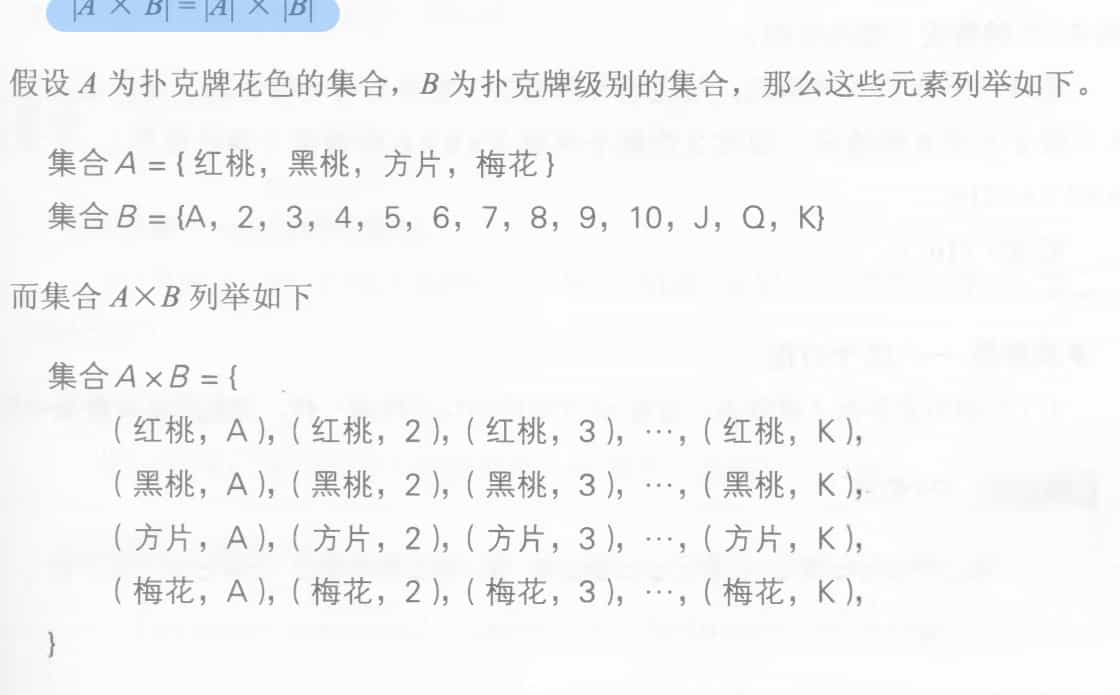 |A × B| = |A| × |B|
假设 A 为扑克牌花色的集合，B 为扑克牌级别的集合，那么这些元素列举如下。
集合 A = { 红桃，黑桃，方片，梅花 }
集合 B = {A，2，3，4，5，6，7，8，9，10，J，Q，K}
而集合 A×B 列举如下
集合 A × B = {
( 红桃，A ), ( 红桃，2 ), ( 红桃，3 ), …, ( 红桃，K ),
( 黑桃，A ), ( 黑桃，2 ), ( 黑桃，3 ), …, ( 黑桃，K ),
( 方片，A ), ( 方片，2 ), ( 方片，3 ), …, ( 方片，K ),
( 梅花，A ), ( 梅花，2 ), ( 梅花，3 ), …, ( 梅花，K ),
}